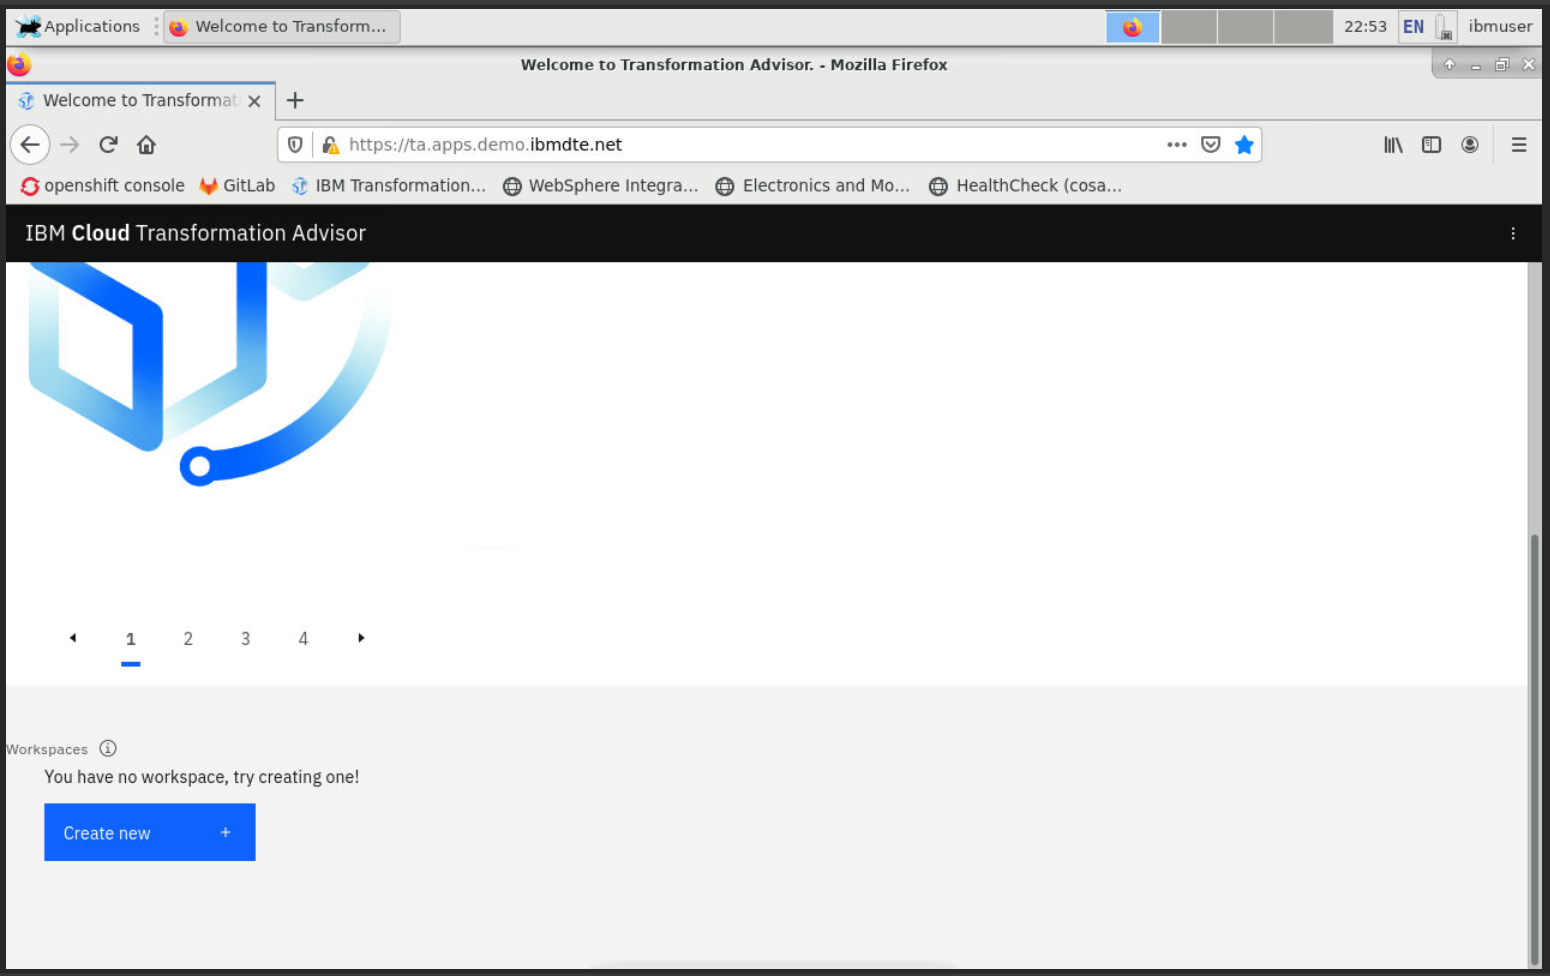 Applications
Welcome to Transform...
22:53
EN
ibmuser
Welcome to Transformation Advisor. - Mozilla Firefox
Welcome to Transformati
https://ta.apps.demo.ibmdte.net
openshift console
GitLab
IBM Transformation...
WebSphere Integra...
Electronics and Mo...
HealthCheck (cosa...
IBM Cloud Transformation Advisor
1 2 3 4
Workspaces
You have no workspace, try creating one!
Create new +